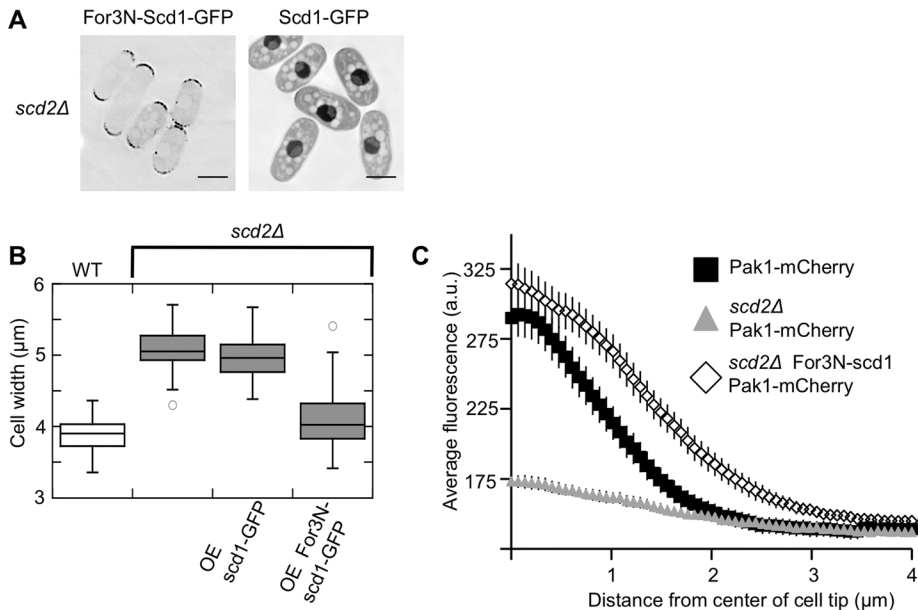 A
For3N-Scd1-GFP
Scd1-GFP
scd2Δ
B
scd2Δ
WT
6
5
4
3
Cell width (µm)
OE
scd1-GFP
OE For3N-
scd1-GFP
C
325
275
225
175
Average fluorescence (a.u.)
Pak1-mCherry
scd2Δ
Pak1-mCherry
scd2Δ For3N-scd1
Pak1-mCherry
1
2
3
4
Distance from center of cell tip (µm)